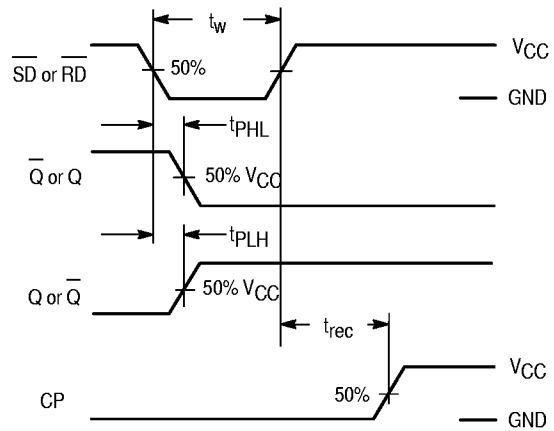 tw
SD or RD
50%
VCC
GND
tPHL
Q or Q
50% VCC
tPLH
Q or Q
50% VCC
trec
CP
50%
VCC
GND